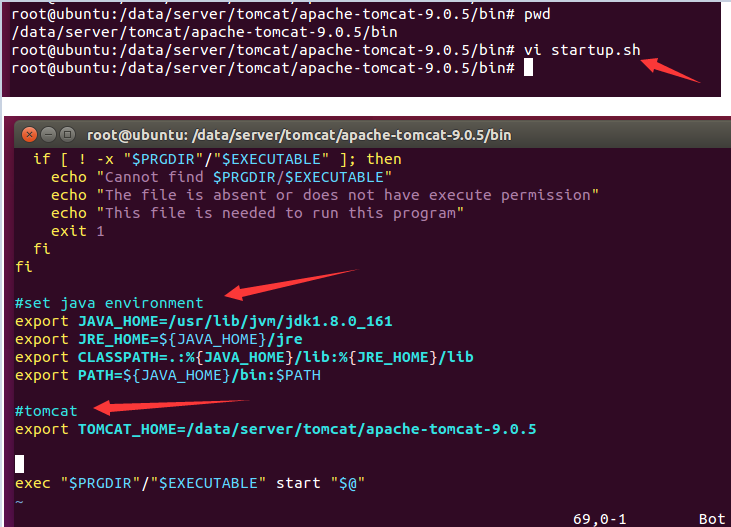 root@ubuntu:/data/server/tomcat/apache-tomcat-9.0.5/bin# pwd
/data/server/tomcat/apache-tomcat-9.0.5/bin
root@ubuntu:/data/server/tomcat/apache-tomcat-9.0.5/bin# vi startup.sh
root@ubuntu:/data/server/tomcat/apache-tomcat-9.0.5/bin#
root@ubuntu: /data/server/tomcat/apache-tomcat-9.0.5/bin
if [ ! -x "$PRGDIR"/"$EXECUTABLE" ]; then
echo "Cannot find $PRGDIR/$EXECUTABLE"
echo "The file is absent or does not have execute permission"
echo "This file is needed to run this program"
exit 1
fi
fi
#set java environment
export JAVA_HOME=/usr/lib/jvm/jdk1.8.0_161
export JRE_HOME=${JAVA_HOME}/jre
export CLASSPATH=.:%{JAVA_HOME}/lib:%{JRE_HOME}/lib
export PATH=${JAVA_HOME}/bin:$PATH
#tomcat
export TOMCAT_HOME=/data/server/tomcat/apache-tomcat-9.0.5
exec "$PRGDIR"/"$EXECUTABLE" start "$@"
~
69,0-1 Bot